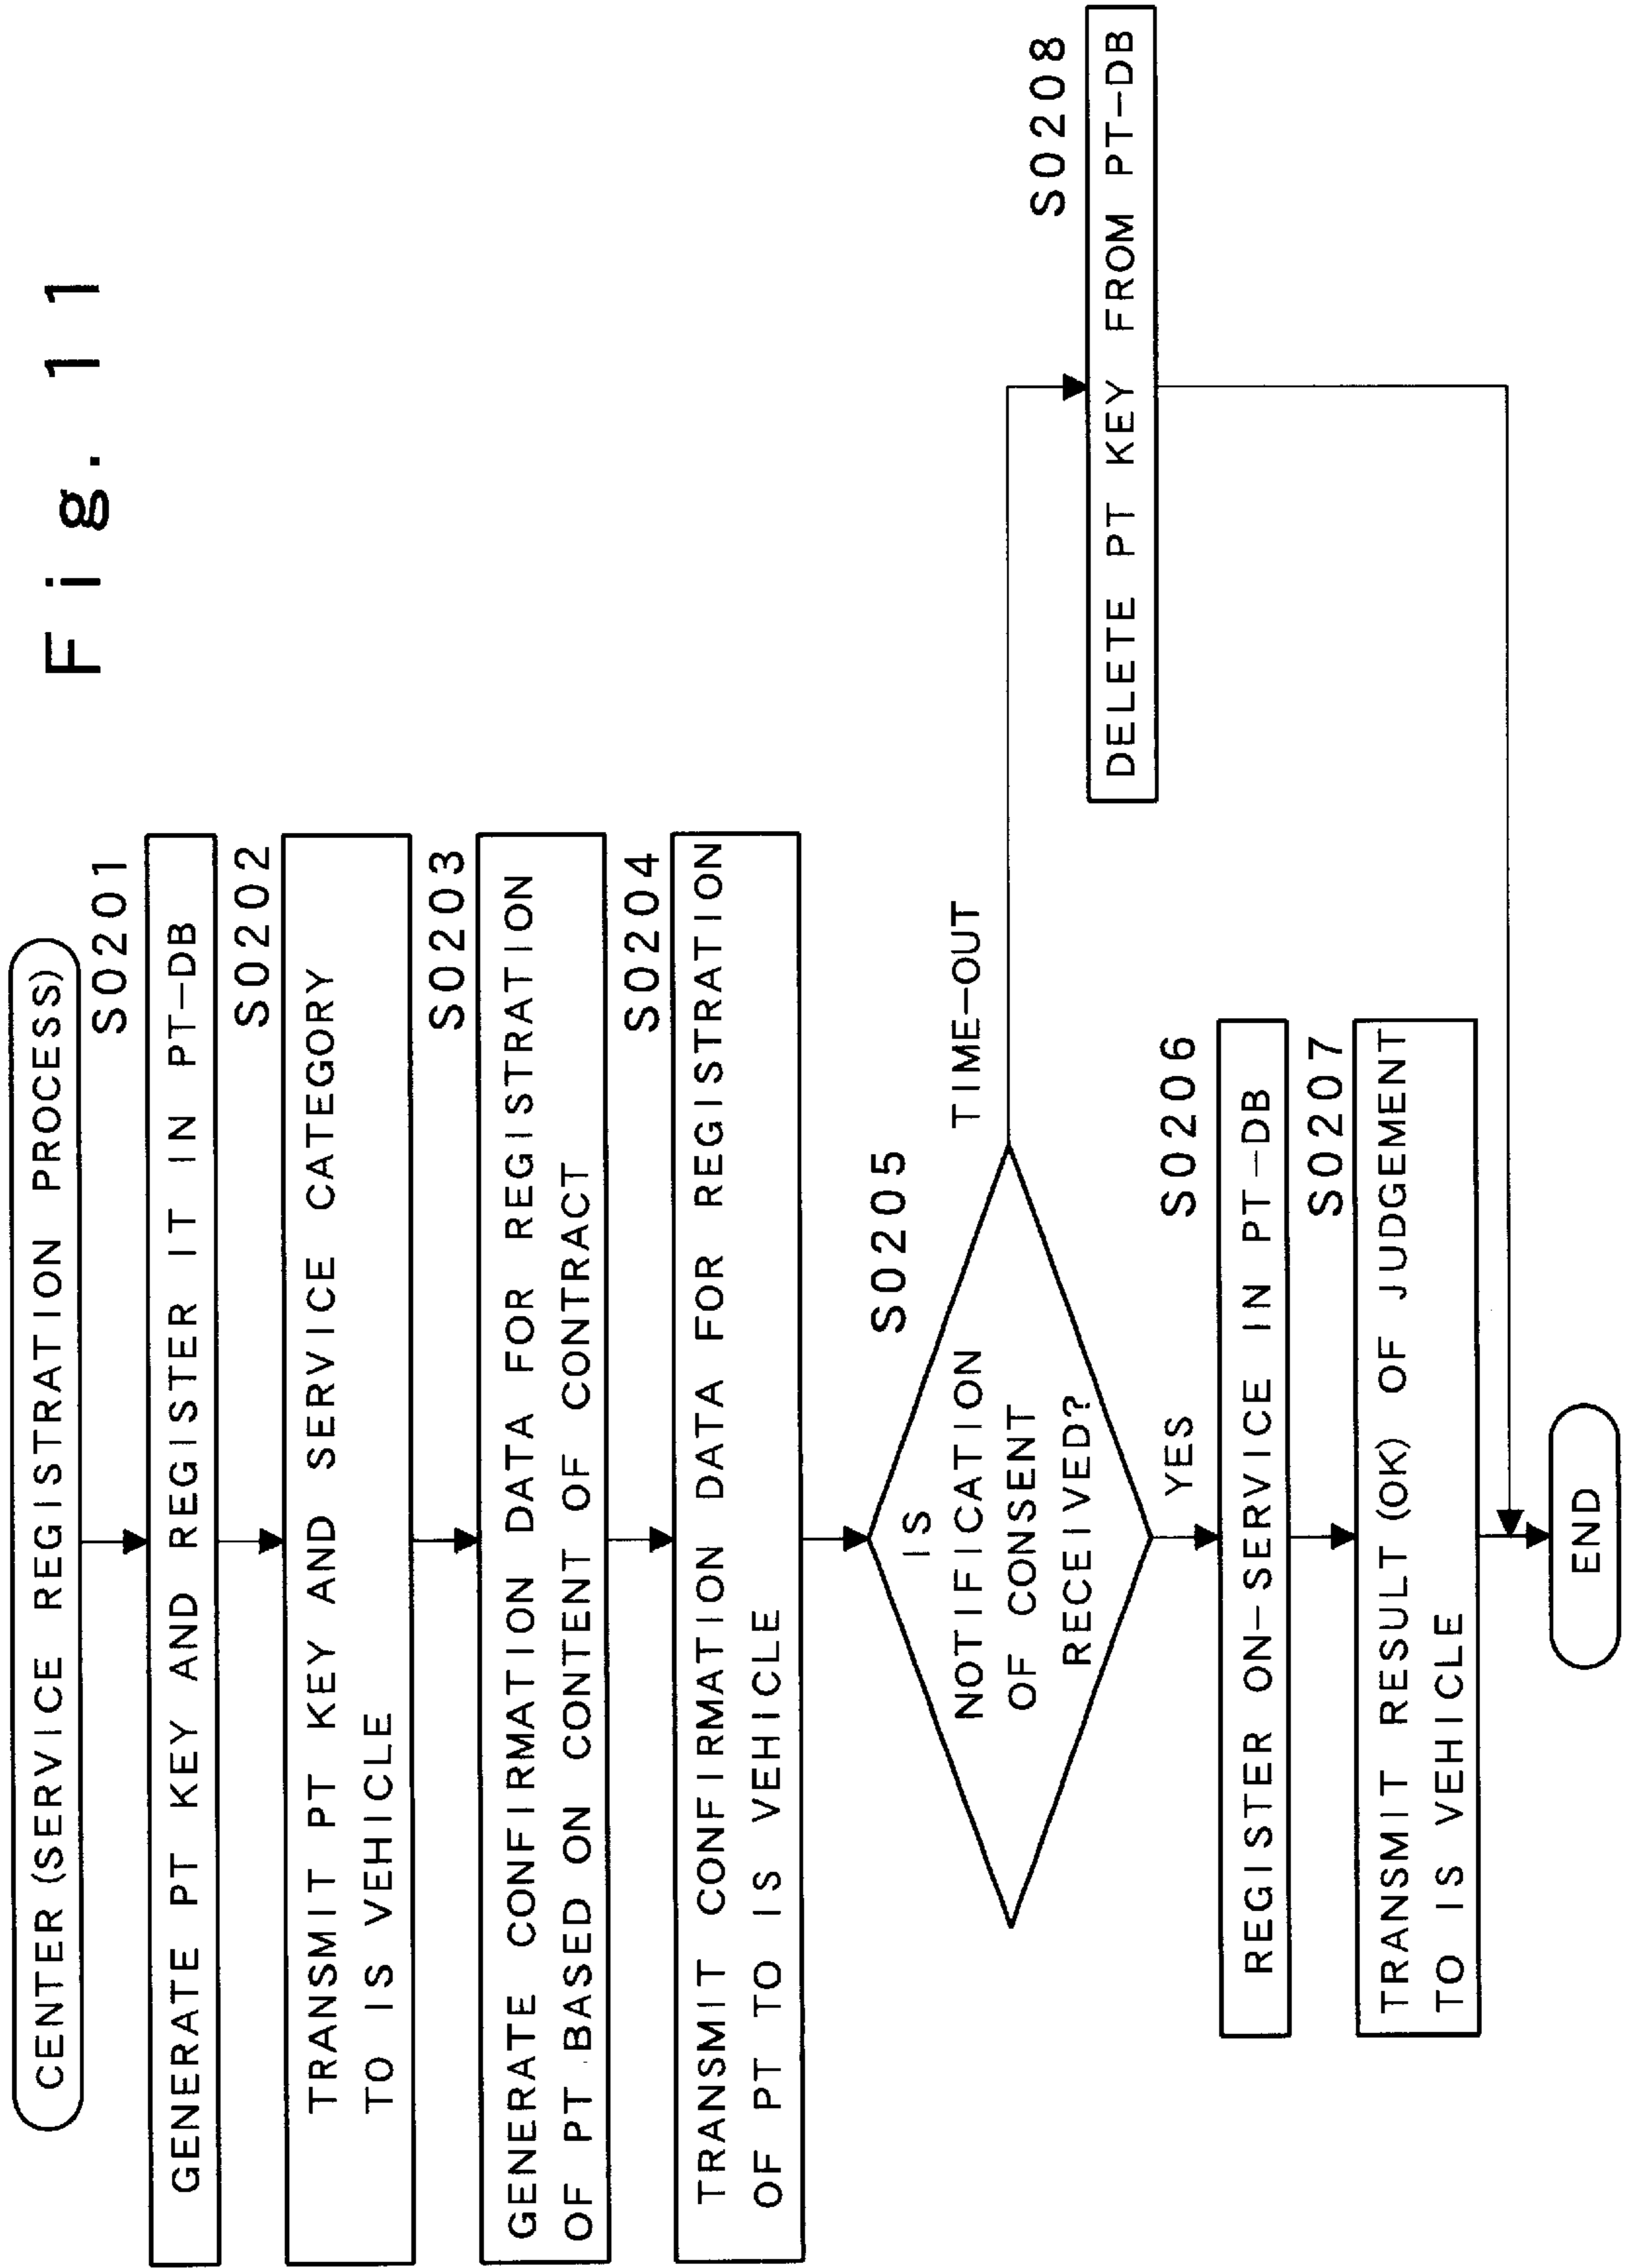 Fig. 11
CENTER (SERVICE REGISTRATION PROCESS)
S0201
GENERATE PT KEY AND REGISTER IT IN PT-DB
S0202
TRANSMIT PT KEY AND SERVICE CATEGORY
TO IS VEHICLE
S0203
GENERATE CONFIRMATION DATA FOR REGISTRATION
OF PT BASED ON CONTENT OF CONTRACT
S0204
TRANSMIT CONFIRMATION DATA FOR REGISTRATION
OF PT TO IS VEHICLE
S0205
IS
NOTIFICATION
OF CONSENT
RECEIVED?
TIME-OUT
YES
S0206
REGISTER ON-SERVICE IN PT-DB
S0207
TRANSMIT RESULT (OK) OF JUDGEMENT
TO IS VEHICLE
S0208
DELETE PT KEY FROM PT-DB
END